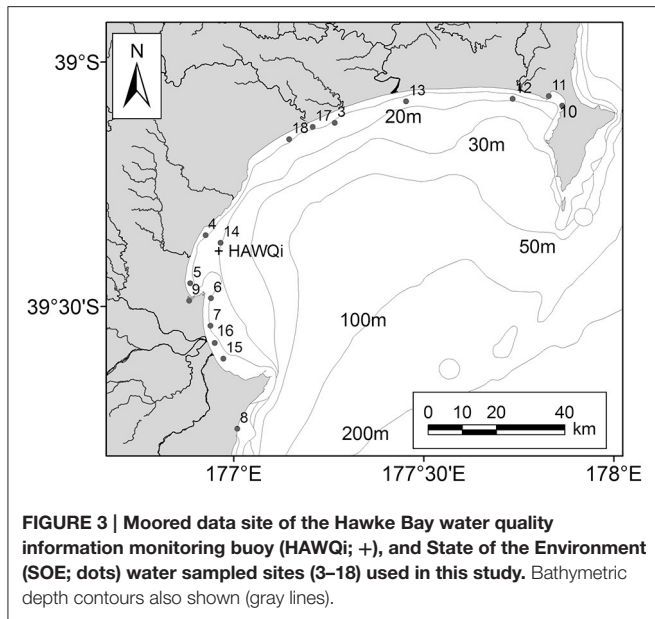 N
39°S
39°30'S
11
12
10
13
3
17
18
20m
30m
4
14
HAWQi
50m
5
9
6
7
16
15
100m
8
200m
0 10 20 40
km
177°E
177°30'E
178°
FIGURE 3 | Moored data site of the Hawke Bay water quality
information monitoring buoy (HAWQi; +), and State of the Environment
(SOE; dots) water sampled sites (3–18) used in this study. Bathymetric
depth contours also shown (gray lines).